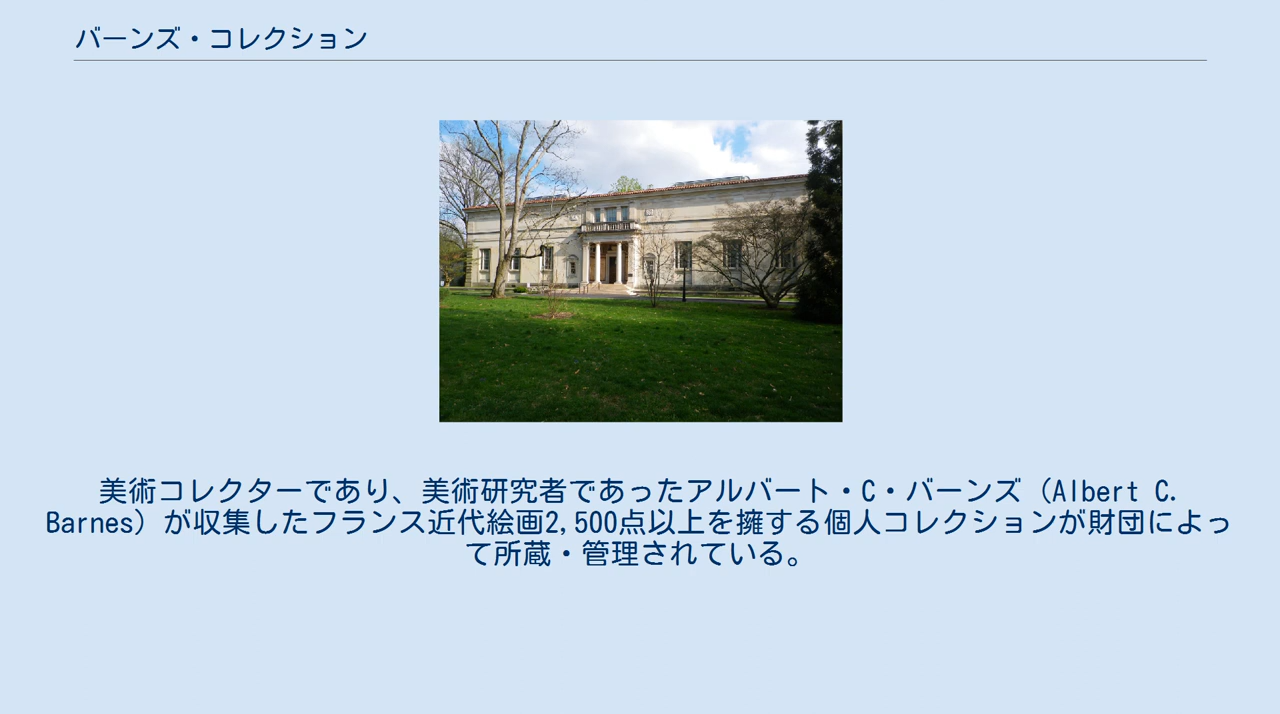 バーンズ・コレクション
美術コレクターであり、美術研究者であったアルバート・C・バーンズ（Albert C.
Barnes）が収集したフランス近代絵画2,500点以上を擁する個人コレクションが財団によっ
て所蔵・管理されている。